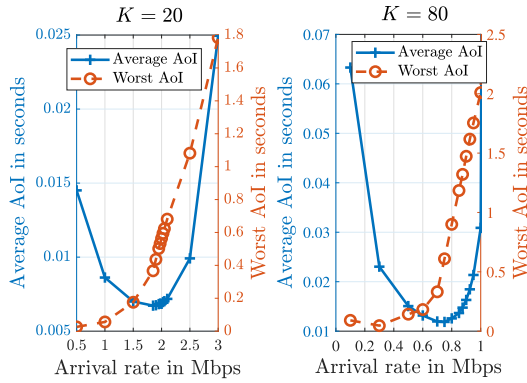 K = 20
Average AoI
Worst AoI
Average AoI in seconds
0.025
0.02
0.015
0.01
0.005
1.8
1.6
1.4
1.2
1
0.8
0.6
0.4
0.2
0
Worst AoI in seconds
0.5 1 1.5 2 2.5 3
Arrival rate in Mbps
K = 80
Average AoI
Worst AoI
Average AoI in seconds
0.07
0.06
0.05
0.04
0.03
0.02
0.01
2.5
2
1.5
1
0.5
0
Worst AoI in seconds
0 0.2 0.4 0.6 0.8 1
Arrival rate in Mbps